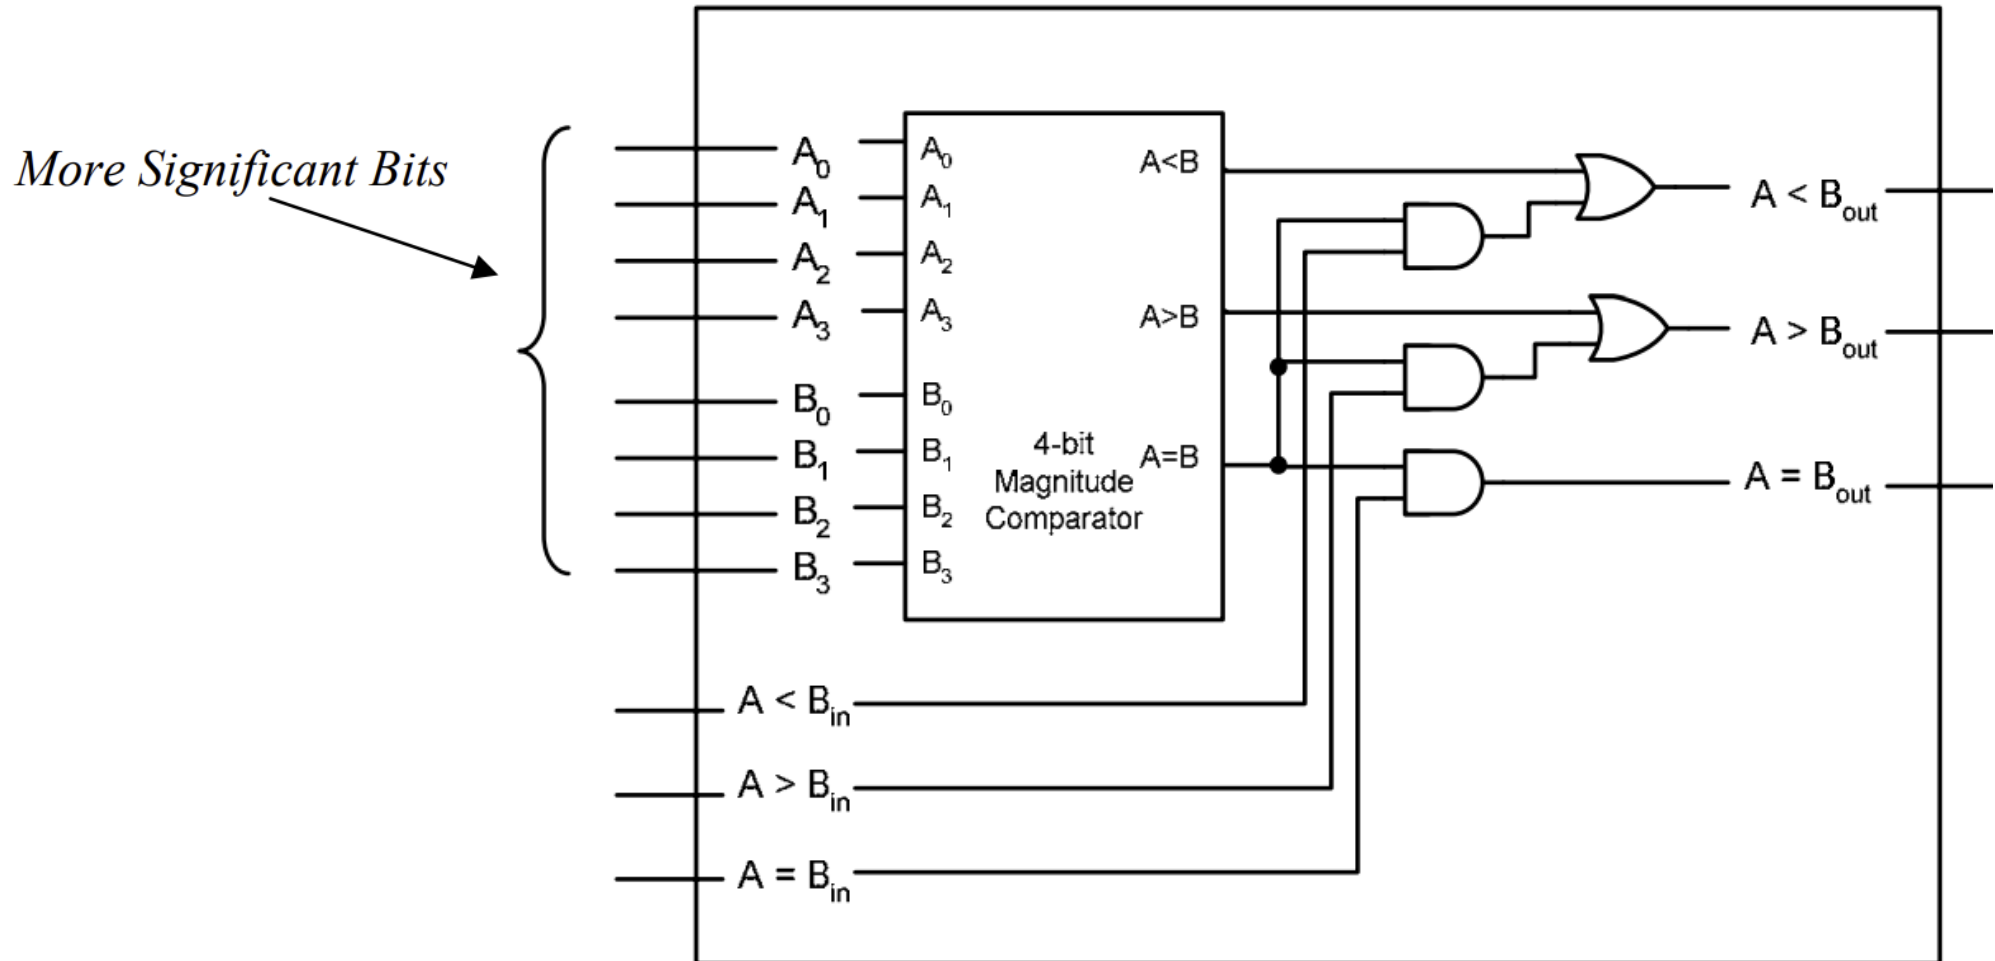 More Significant Bits
A₀
A₁
A₂
A₃
B₀
B₁
B₂
B₃
A₀
A₁
A₂
A₃
B₀
B₁
B₂
B₃
4-bit
Magnitude
Comparator
A<B
A>B
A=B
A < Bout
A > Bout
A = Bout
A < Bin
A > Bin
A = Bin